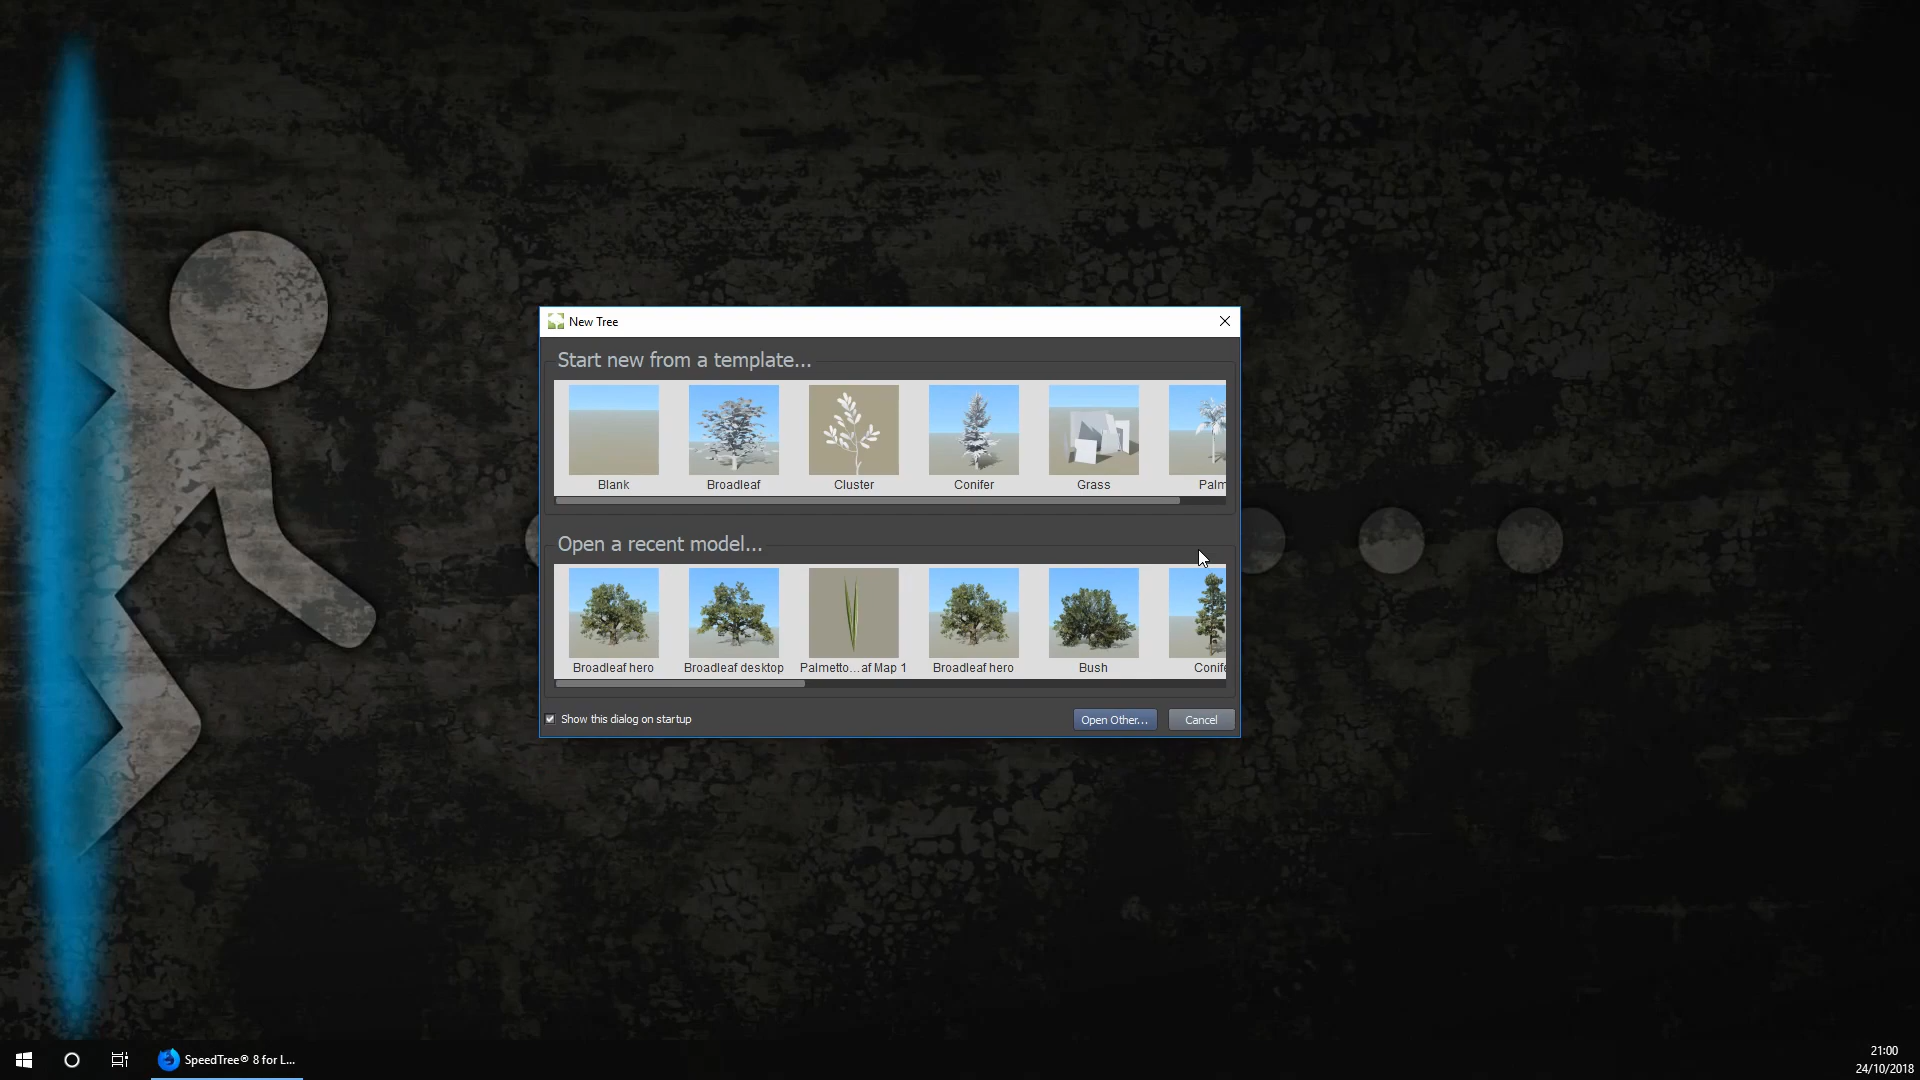 New Tree
Start new from a template...
Blank
Broadleaf
Cluster
Conifer
Grass
Palm
Open a recent model...
Broadleaf hero
Broadleaf desktop
Palmetto...af Map 1
Broadleaf hero
Bush
Conife
Show this dialog on startup
Open Other...
Cancel
SpeedTree® 8 for L...
21:00
24/10/2018